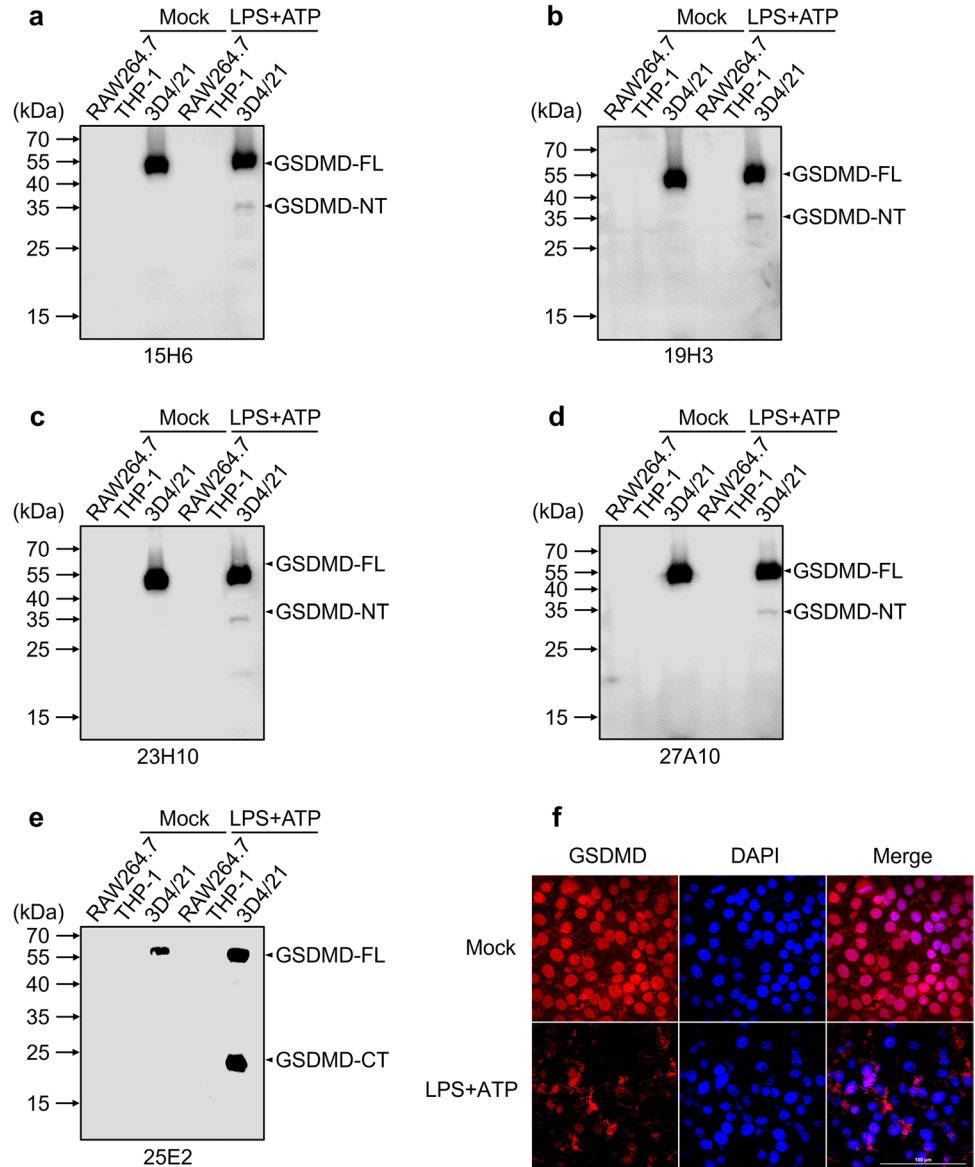 a
Mock LPS+ATP
RAW264.7 THP-1 3D4/21 RAW264.7 THP-1 3D4/21
(kDa)
70
55 GSDMD-FL
40
35 GSDMD-NT
25
15
15H6
b
Mock LPS+ATP
RAW264.7 THP-1 3D4/21 RAW264.7 THP-1 3D4/21
(kDa)
70
55 GSDMD-FL
40
35 GSDMD-NT
25
15
19H3
c
Mock LPS+ATP
RAW264.7 THP-1 3D4/21 RAW264.7 THP-1 3D4/21
(kDa)
70
GSDMD-FL
55
40
GSDMD-NT
35
25
15
23H10
d
Mock LPS+ATP
RAW264.7 THP-1 3D4/21 RAW264.7 THP-1 3D4/21
(kDa)
70
55 GSDMD-FL
40
35 GSDMD-NT
25
15
27A10
e
Mock LPS+ATP
RAW264.7 THP-1 3D4/21 RAW264.7 THP-1 3D4/21
(kDa)
70
55 GSDMD-FL
40
35
25 GSDMD-CT
15
25E2
f
GSDMD DAPI Merge
Mock
LPS+ATP
100 μm